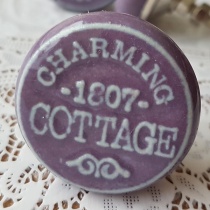 CHARMING
-1807-
COTTAGE